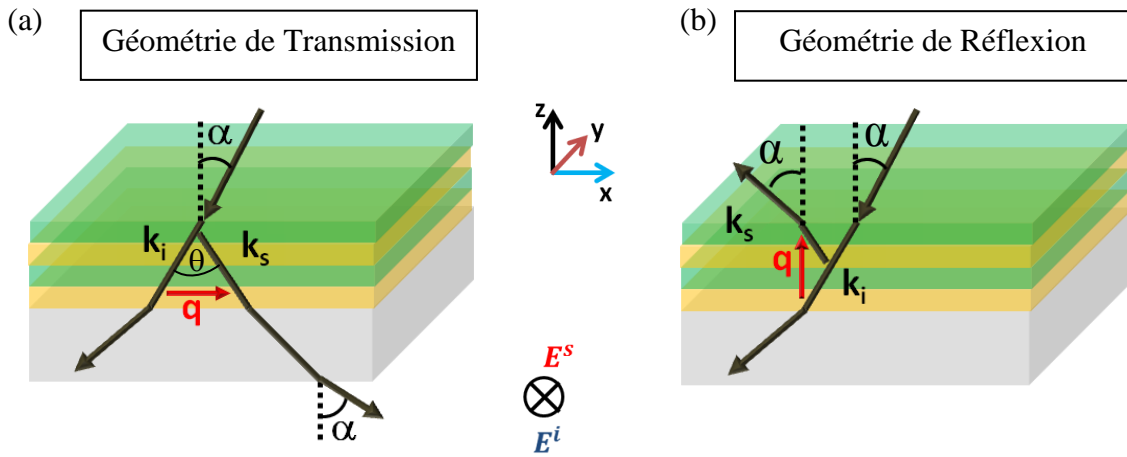 (a)
Géométrie de Transmission
α
k_i
θ
k_s
q
α
z
y
x
E^s
E^i
(b)
Géométrie de Réflexion
α
α
k_s
q
k_i